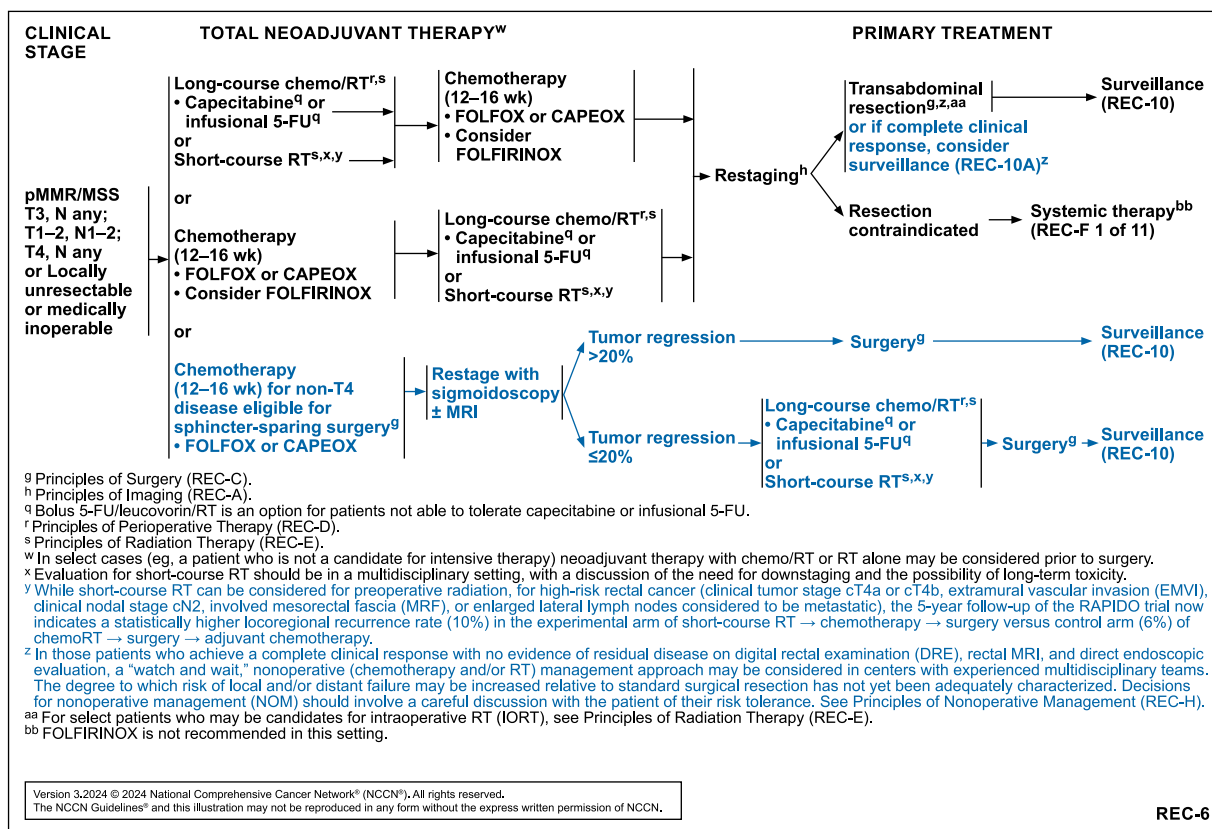 CLINICAL STAGE
TOTAL NEOADJUVANT THERAPYw
PRIMARY TREATMENT
pMMR/MSS
T3, N any;
T1–2, N1–2;
T4, N any
or Locally
unresectable
or medically
inoperable
Long-course chemo/RTr,s
• Capecitabineq or
infusional 5-FUq
or
Short-course RTs,x,y
Chemotherapy
(12–16 wk)
• FOLFOX or CAPEOX
• Consider
FOLFIRINOX
or
Chemotherapy
(12–16 wk)
• FOLFOX or CAPEOX
• Consider FOLFIRINOX
Long-course chemo/RTr,s
• Capecitabineq or
infusional 5-FUq
or
Short-course RTs,x,y
Restagingh
Transabdominal
resectiong,z,aa
or if complete clinical
response, consider
surveillance (REC-10A)z
Surveillance
(REC-10)
Resection
contraindicated
Systemic therapybb
(REC-F 1 of 11)
or
Chemotherapy
(12–16 wk) for non-T4
disease eligible for
sphincter-sparing surgeryg
• FOLFOX or CAPEOX
Restage with
sigmoidoscopy
± MRI
Tumor regression
>20%
Surgeryg
Surveillance
(REC-10)
Tumor regression
≤20%
Long-course chemo/RTr,s
• Capecitabineq or
infusional 5-FUq
or
Short-course RTs,x,y
Surgeryg
Surveillance
(REC-10)
g Principles of Surgery (REC-C).
h Principles of Imaging (REC-A).
q Bolus 5-FU/leucovorin/RT is an option for patients not able to tolerate capecitabine or infusional 5-FU.
r Principles of Perioperative Therapy (REC-D).
s Principles of Radiation Therapy (REC-E).
w In select cases (eg, a patient who is not a candidate for intensive therapy) neoadjuvant therapy with chemo/RT or RT alone may be considered prior to surgery.
x Evaluation for short-course RT should be in a multidisciplinary setting, with a discussion of the need for downstaging and the possibility of long-term toxicity.
y While short-course RT can be considered for preoperative radiation, for high-risk rectal cancer (clinical tumor stage cT4a or cT4b, extramural vascular invasion (EMVI),
clinical nodal stage cN2, involved mesorectal fascia (MRF), or enlarged lateral lymph nodes considered to be metastatic), the 5-year follow-up of the RAPIDO trial now
indicates a statistically higher locoregional recurrence rate (10%) in the experimental arm of short-course RT → chemotherapy → surgery versus control arm (6%) of
chemoRT → surgery → adjuvant chemotherapy.
z In those patients who achieve a complete clinical response with no evidence of residual disease on digital rectal examination (DRE), rectal MRI, and direct endoscopic
evaluation, a “watch and wait,” nonoperative (chemotherapy and/or RT) management approach may be considered in centers with experienced multidisciplinary teams.
The degree to which risk of local and/or distant failure may be increased relative to standard surgical resection has not yet been adequately characterized. Decisions
for nonoperative management (NOM) should involve a careful discussion with the patient of their risk tolerance. See Principles of Nonoperative Management (REC-H).
aa For select patients who may be candidates for intraoperative RT (IORT), see Principles of Radiation Therapy (REC-E).
bb FOLFIRINOX is not recommended in this setting.
Version 3.2024 © 2024 National Comprehensive Cancer Network® (NCCN®). All rights reserved.
The NCCN Guidelines® and this illustration may not be reproduced in any form without the express written permission of NCCN.
REC-6